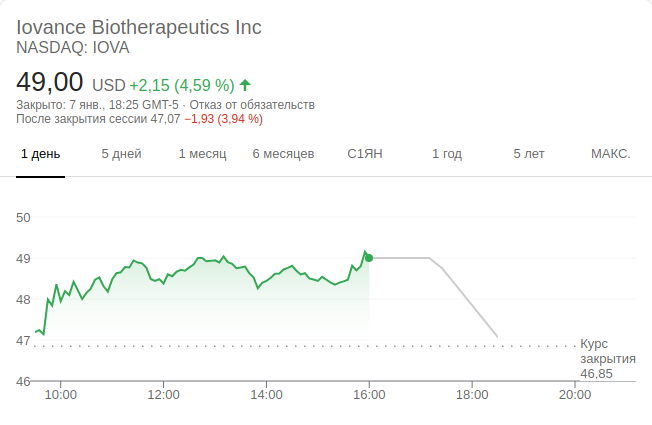 Iovance Biotherapeutics Inc
NASDAQ: IOVA
49,00 USD +2,15 (4,59 %)
Закрыто: 7 янв., 18:25 GMT-5 · Отказ от обязательств
После закрытия сессии 47,07 −1,93 (3,94 %)
1 день 5 дней 1 месяц 6 месяцев С1ЯН 1 год 5 лет МАКС.
50
49
48
47
Курс
закрытия
46,85
46
10:00 12:00 14:00 16:00 18:00 20:00